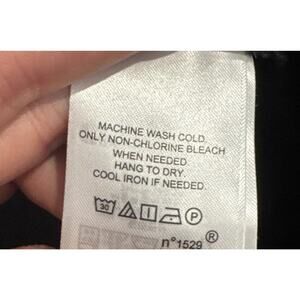 MACHINE WASH COLD.
ONLY NON-CHLORINE BLEACH
WHEN NEEDED
HANG TO DRY.
COOL IRON IF NEEDED.
30 P
n°1529 ®